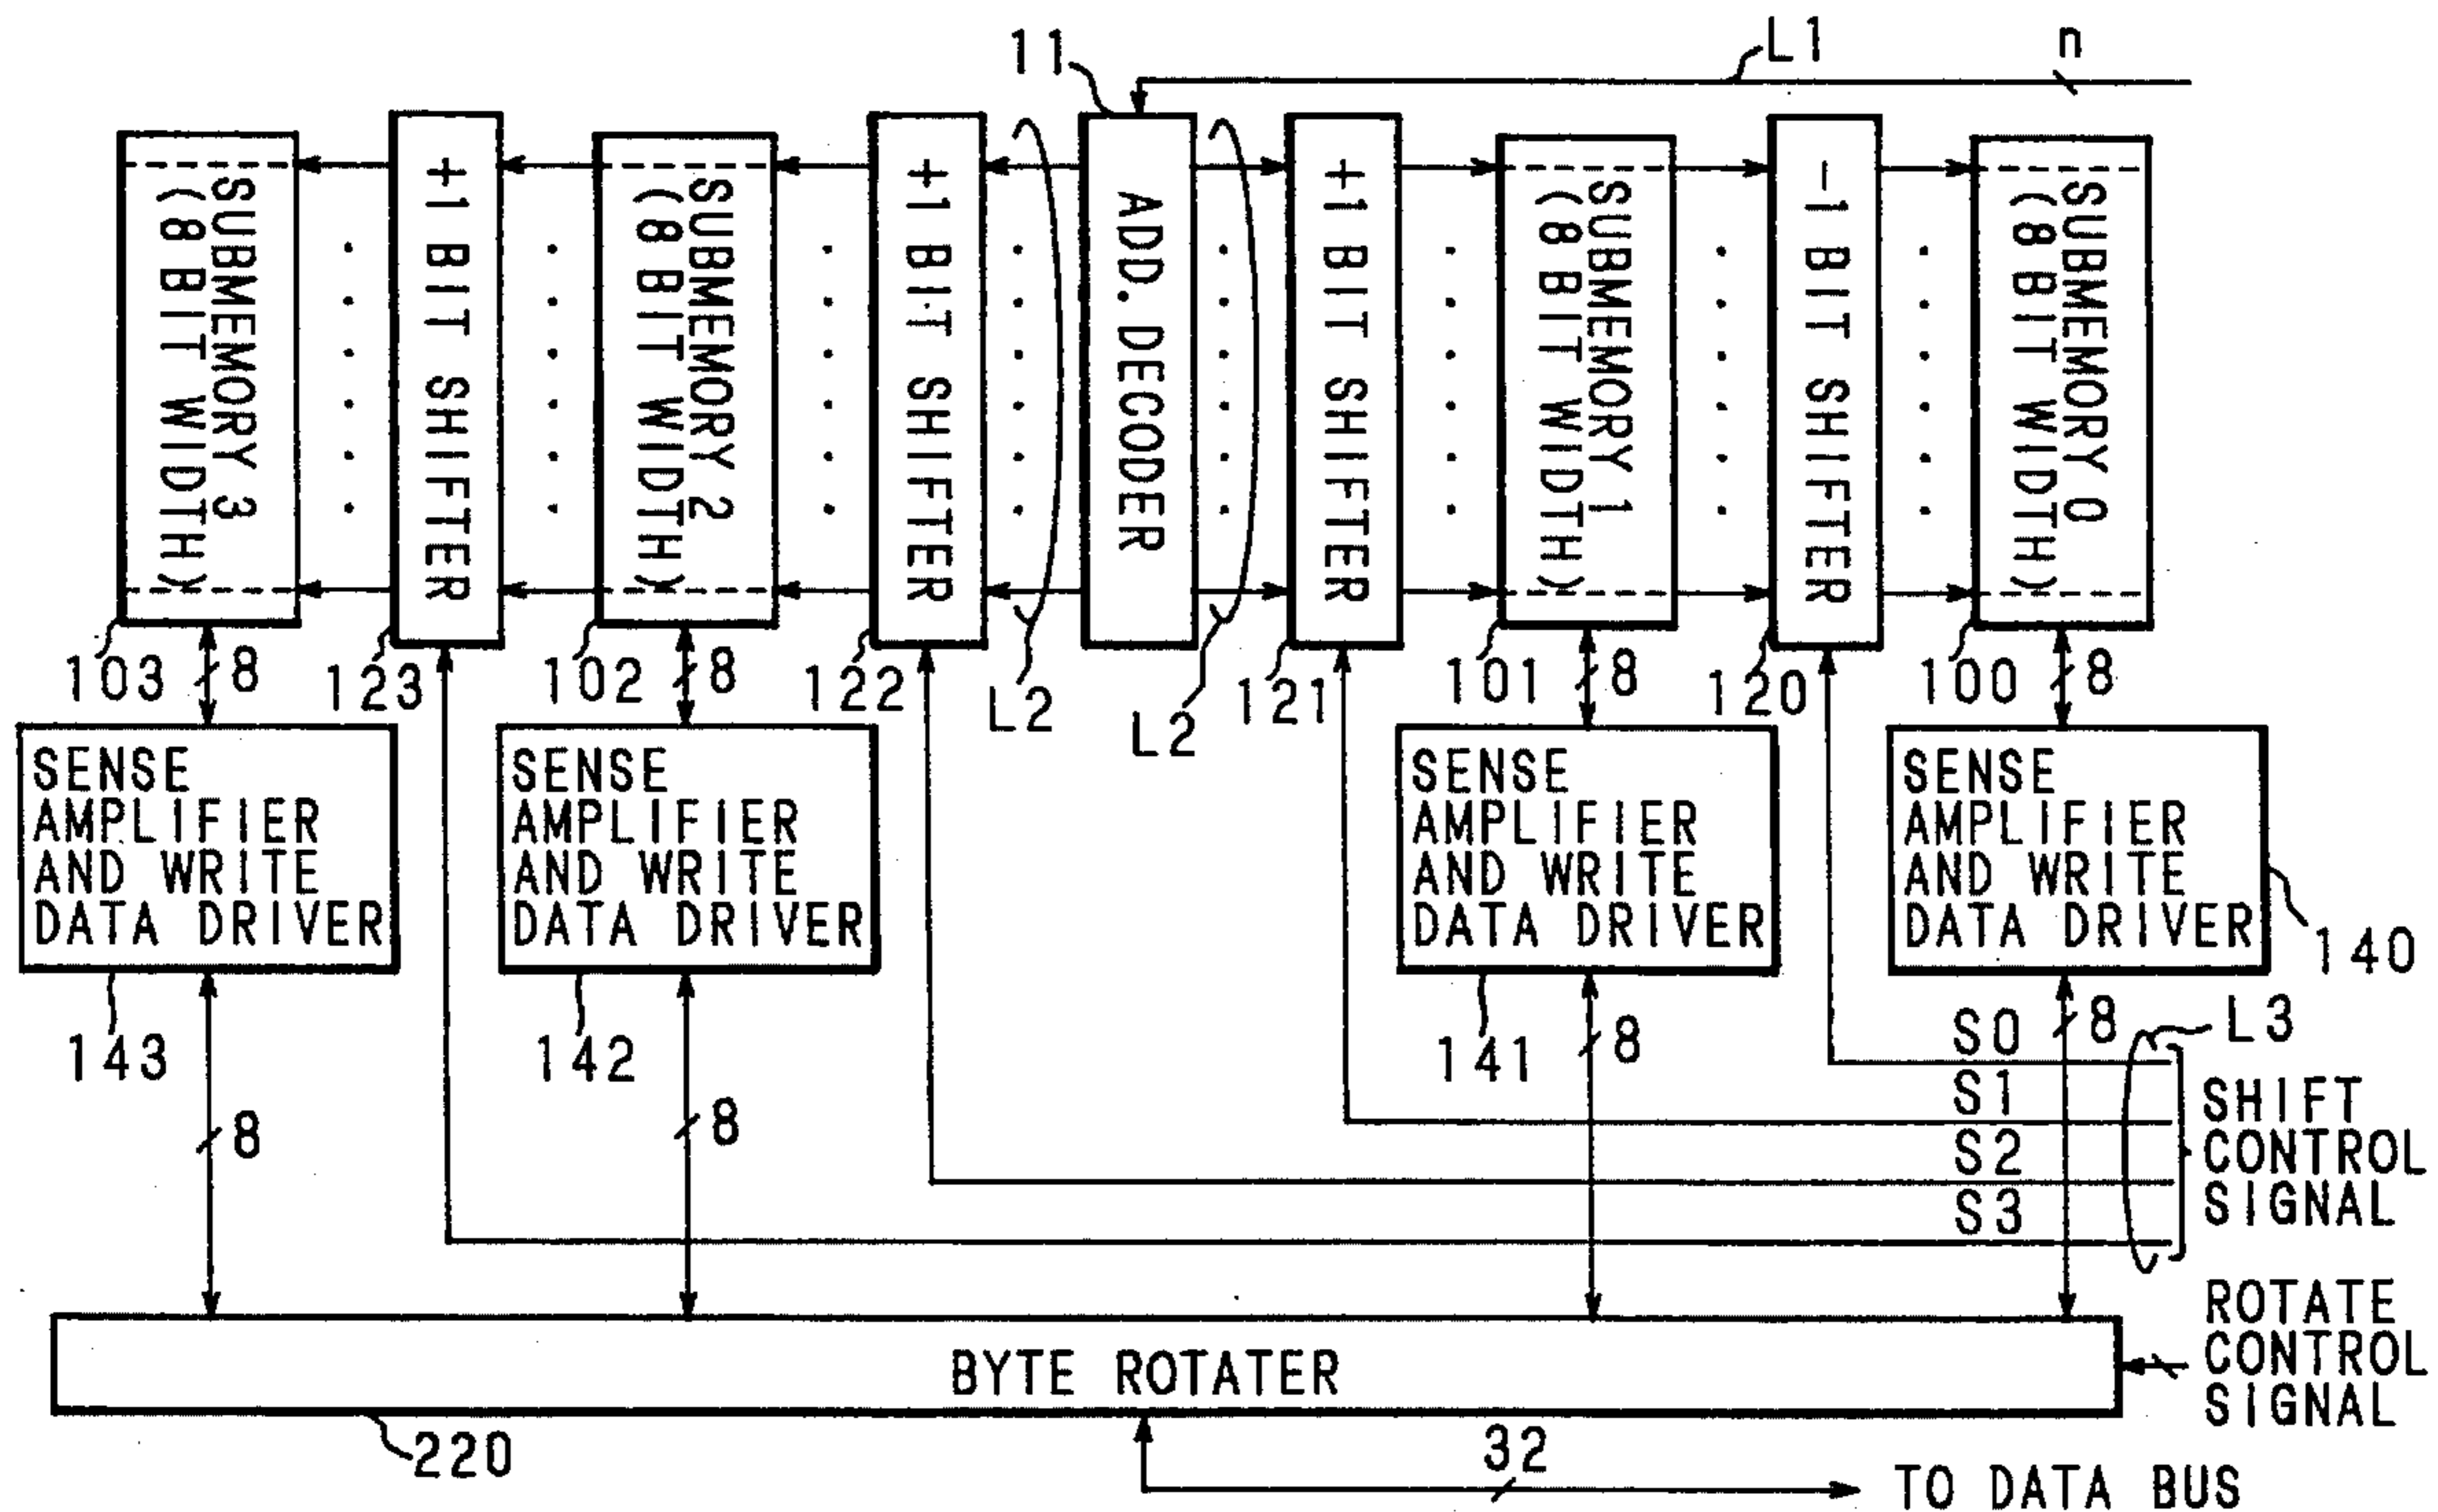 11
L1
n
SUBMEMORY 3
(8 BIT WIDTH)
+1 BIT SHIFTER
SUBMEMORY 2
(8 BIT WIDTH)
+1 BIT SHIFTER
ADD. DECODER
+1 BIT SHIFTER
SUBMEMORY 1
(8 BIT WIDTH)
-1 BIT SHIFTER
SUBMEMORY 0
(8 BIT WIDTH)
103
8
123
102
8
122
L2
L2
121
101
8
120
100
8
SENSE
AMPLIFIER
AND WRITE
DATA DRIVER
SENSE
AMPLIFIER
AND WRITE
DATA DRIVER
SENSE
AMPLIFIER
AND WRITE
DATA DRIVER
SENSE
AMPLIFIER
AND WRITE
DATA DRIVER
140
143
142
141
8
8
8
8
L3
S0
S1
S2
S3
SHIFT
CONTROL
SIGNAL
ROTATE
CONTROL
SIGNAL
BYTE ROTATER
220
32
TO DATA BUS